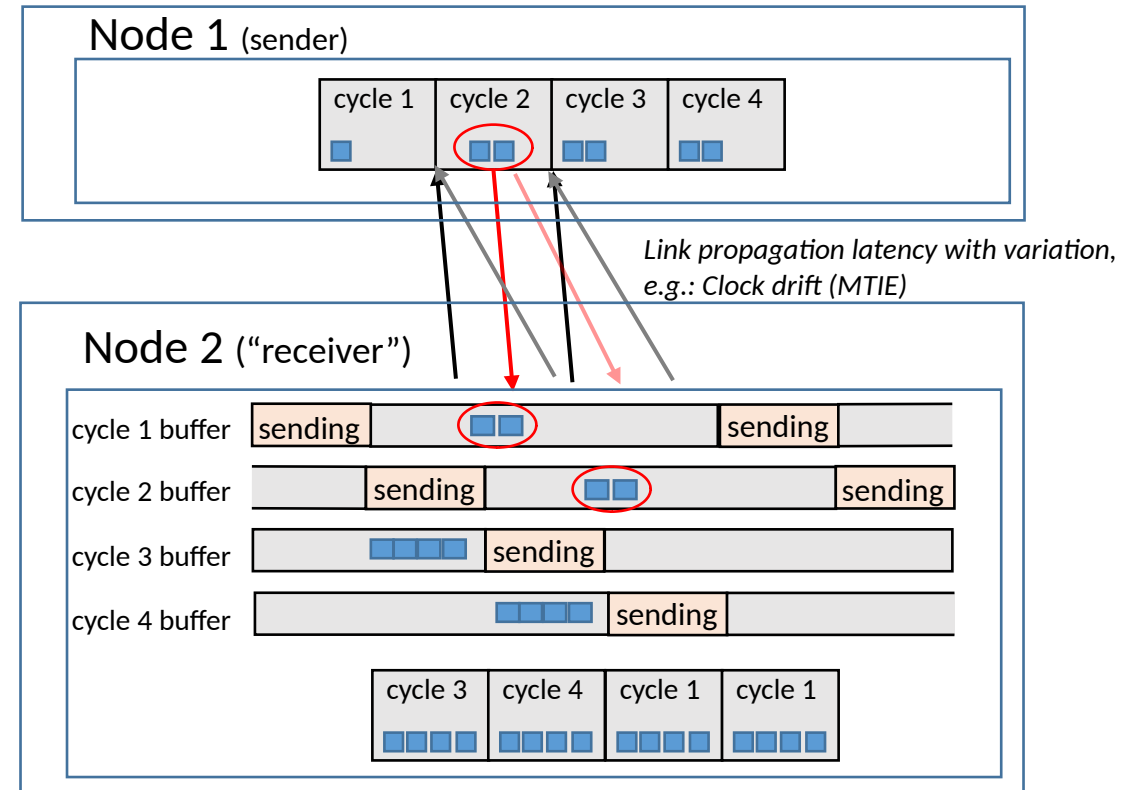 Node 1 (sender)
cycle 1 cycle 2 cycle 3 cycle 4
Link propagation latency with variation,
e.g.: Clock drift (MTIE)
Node 2 (“receiver”)
cycle 1 buffer sending sending
cycle 2 buffer sending sending
cycle 3 buffer sending
cycle 4 buffer sending
cycle 3 cycle 4 cycle 1 cycle 1